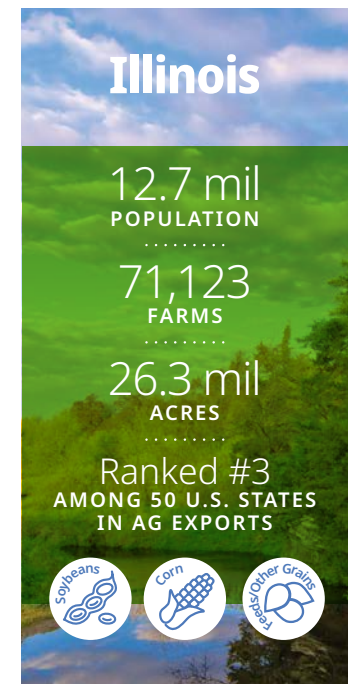 Illinois
12.7 mil
POPULATION
71,123
FARMS
26.3 mil
ACRES
Ranked #3
AMONG 50 U.S. STATES
IN AG EXPORTS
Soybeans
Corn
Feeds/Other Grains